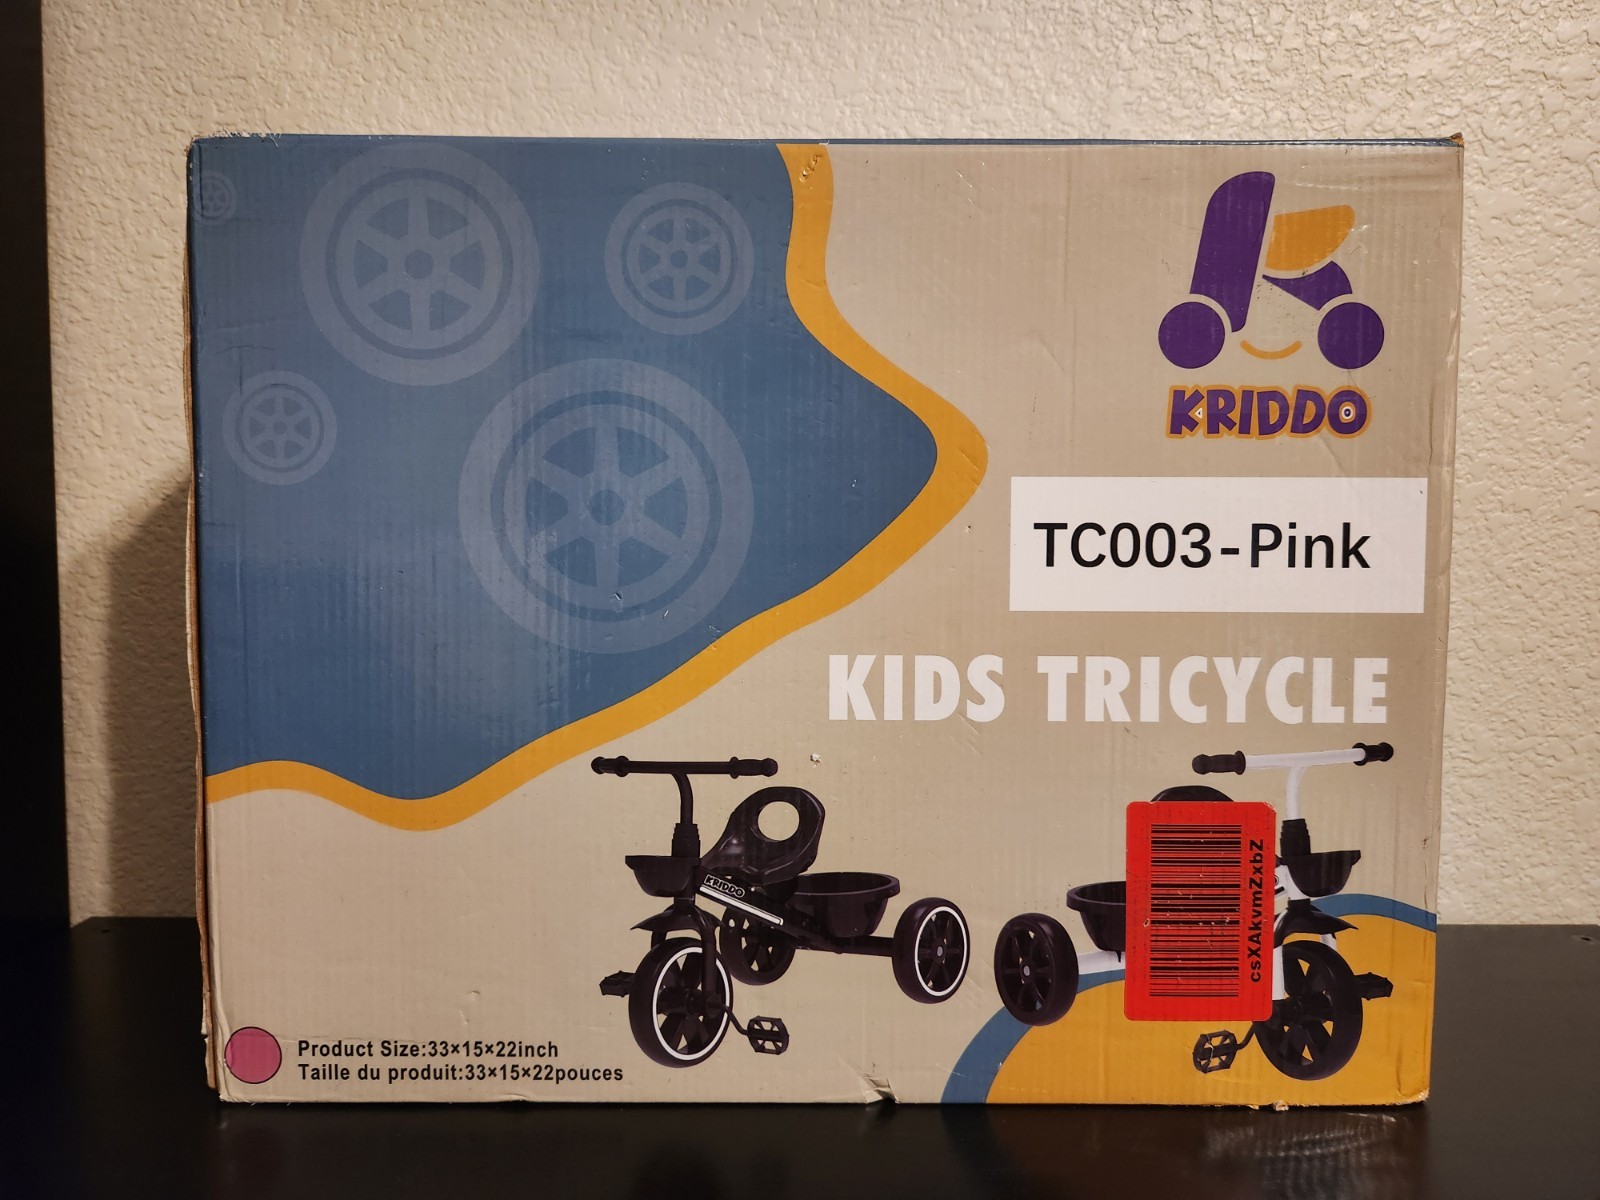 KRIDDO
TC003-Pink
KIDS TRICYCLE
KRIDDO
csXAkvmZxbZ
Product Size:33×15×22inch
Taille du produit:33×15×22pouces